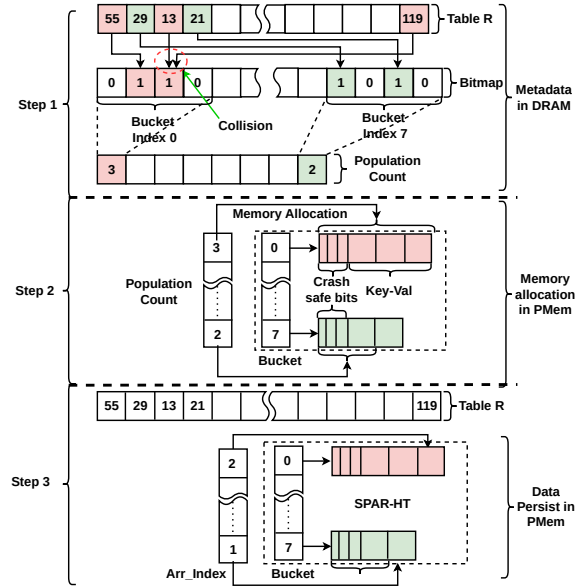 55 29 13 21 119 Table R
0 1 1 0 1 0 1 0 Bitmap
Step 1
Bucket
Index 0
Collision
Bucket
Index 7
Metadata
in DRAM
3 2
Population
Count
Memory Allocation
3
0
Step 2
Population
Count
Crash
safe bits
Key-Val
Memory
allocation
in PMem
2
7
Bucket
55 29 13 21 119 Table R
Step 3
2
0
SPAR-HT
Data
Persist in
PMem
1
7
Arr_Index
Bucket